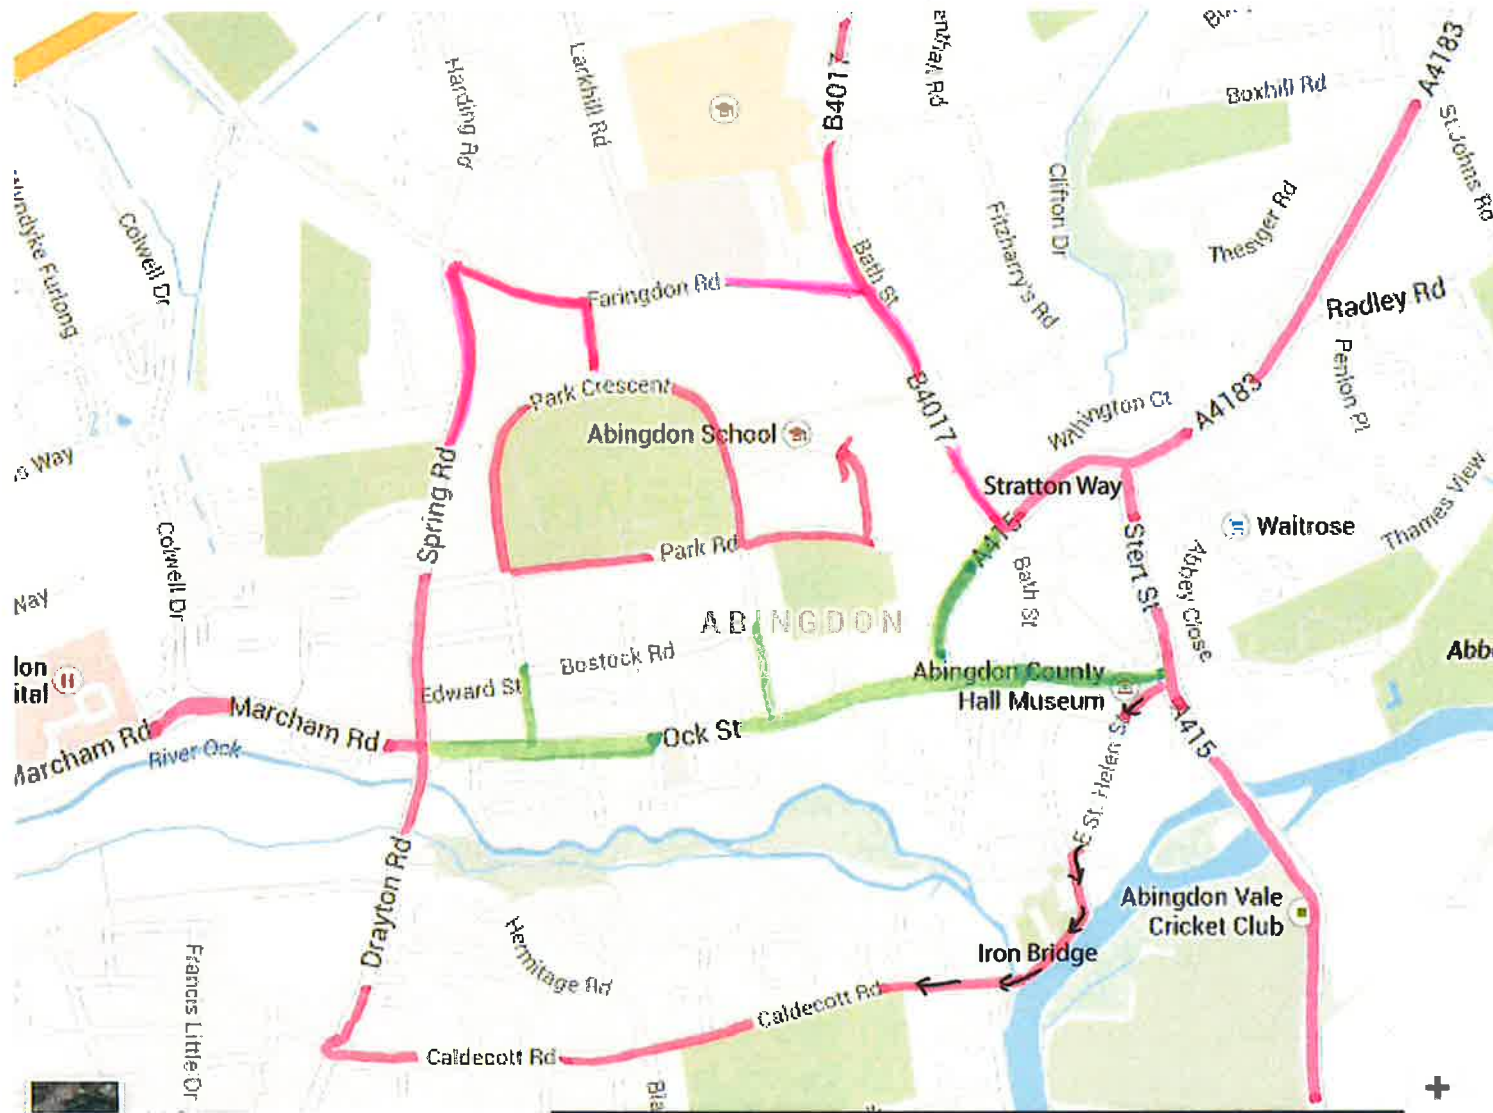 B4017
A4183
Harding Rd
Larkhill Rd
Boxhill Rd
St Johns Rd
Clifton Dr
Thesiger Rd
Fitzharry's Rd
Colwell Dr
Furlong
Bath St
Radley Rd
Faringdon Rd
Penlon Pl
Park Crescent
B4017
A4183
Withington Ct
Abingdon School
Way
Spring Rd
Stratton Way
Thames View
A415
Waitrose
Colwell Dr
Park Rd
Bath St
Stert St
Abbey Close
ABINGDON
Bostock Rd
Edward St
Abingdon County
Hall Museum
Marcham Rd
Marcham Rd
Ock St
River Ock
A415
E St. Helen St
Drayton Rd
Abingdon Vale
Cricket Club
Hermitage Rd
Iron Bridge
Francis Little Dr
Caldecott Rd
Caldecott Rd